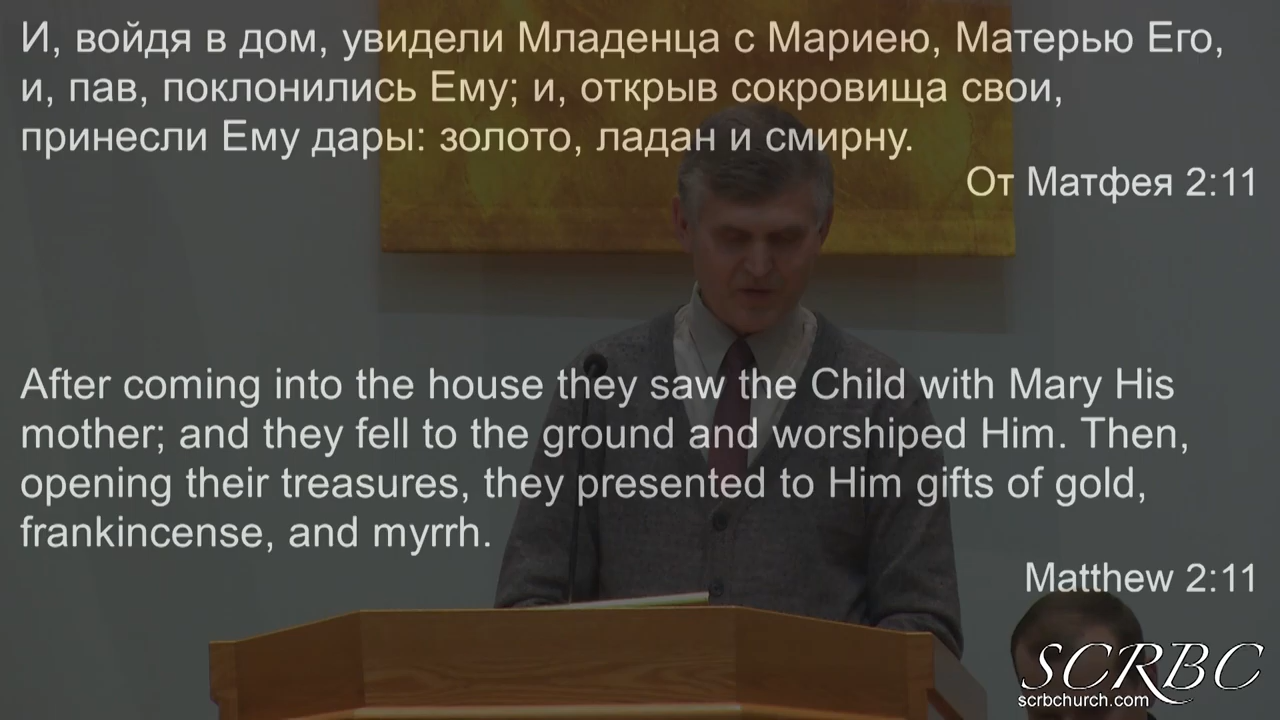 И, войдя в дом, увидели Младенца с Мариею, Матерью Его,
и, пав, поклонились Ему; и, открыв сокровища свои,
принесли Ему дары: золото, ладан и смирну.
От Матфея 2:11
After coming into the house they saw the Child with Mary His
mother; and they fell to the ground and worshiped Him. Then,
opening their treasures, they presented to Him gifts of gold,
frankincense, and myrrh.
Matthew 2:11
SCRBC
scrbchurch.com